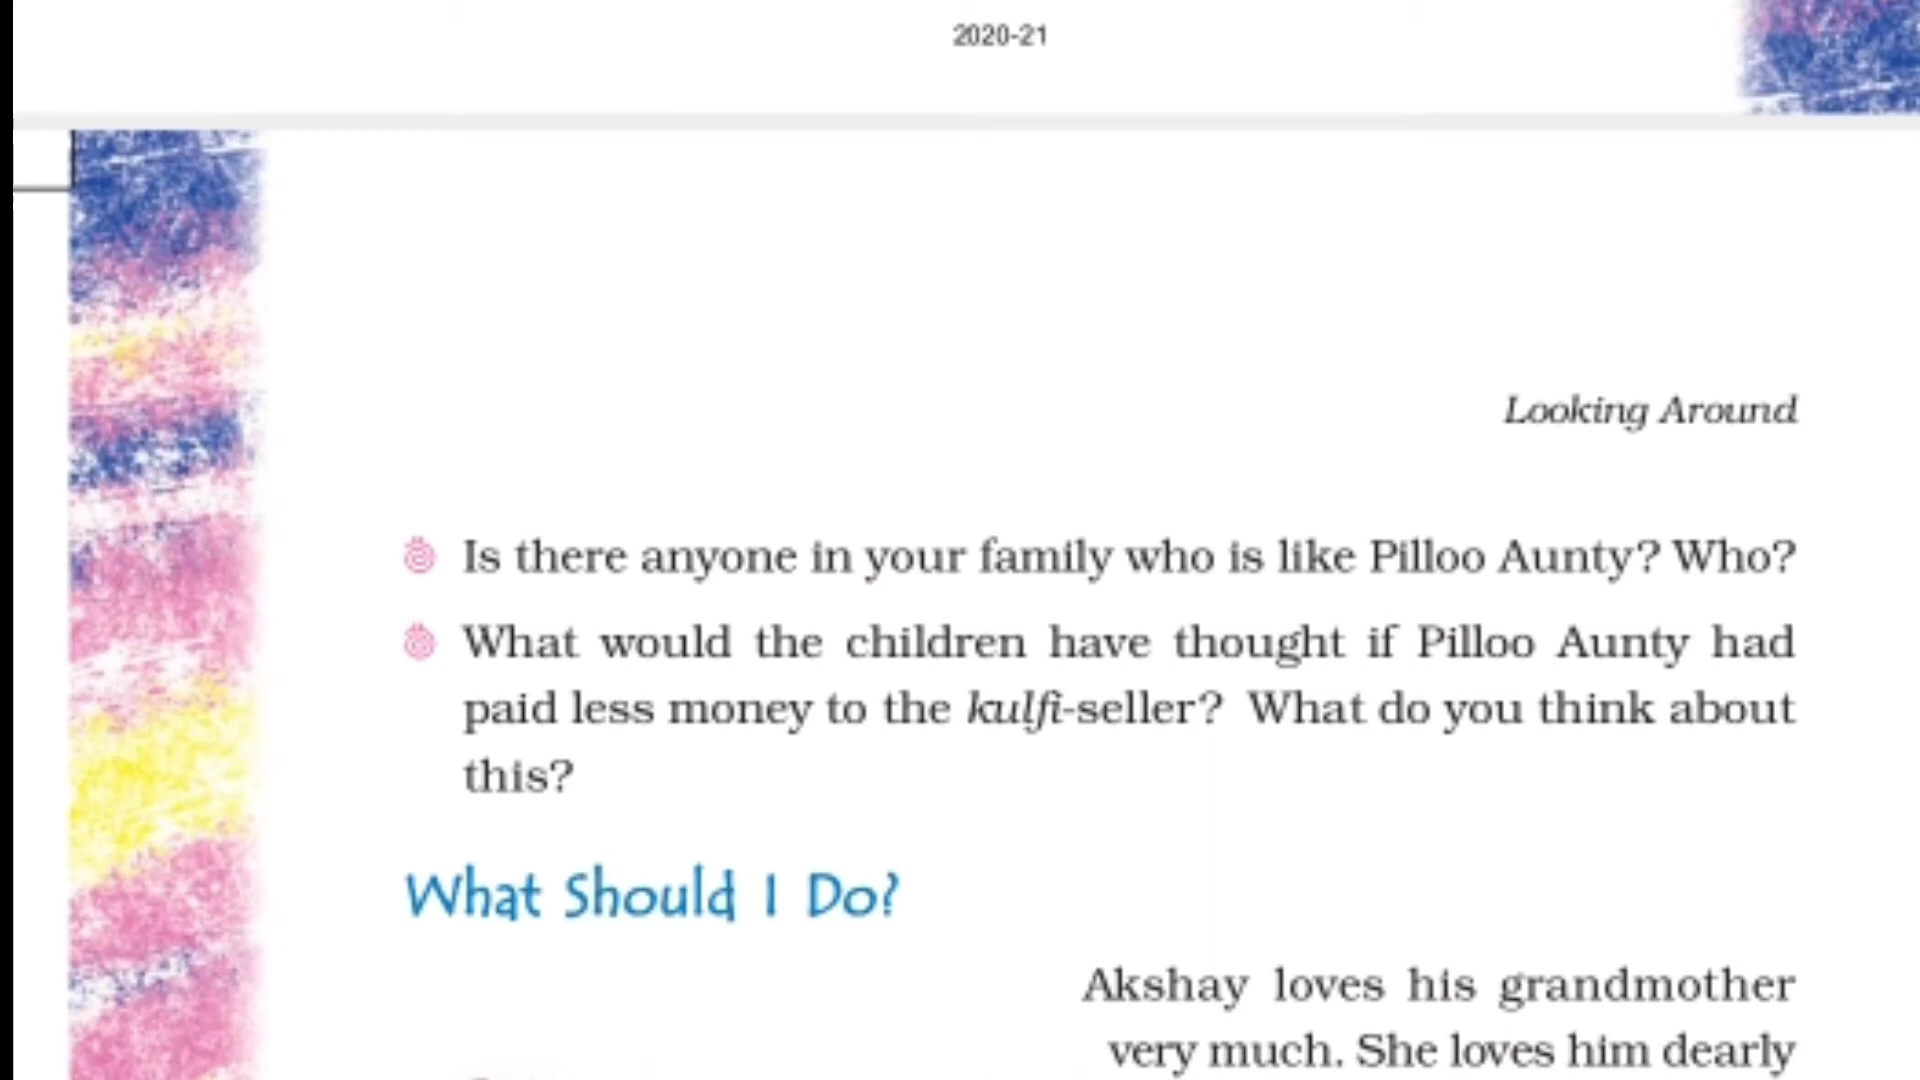 2020-21
Looking Around
Is there anyone in your family who is like Pilloo Aunty? Who?
What would the children have thought if Pilloo Aunty had
paid less money to the kulfi-seller? What do you think about
this?
What Should I Do?
Akshay loves his grandmother
very much. She loves him dearly